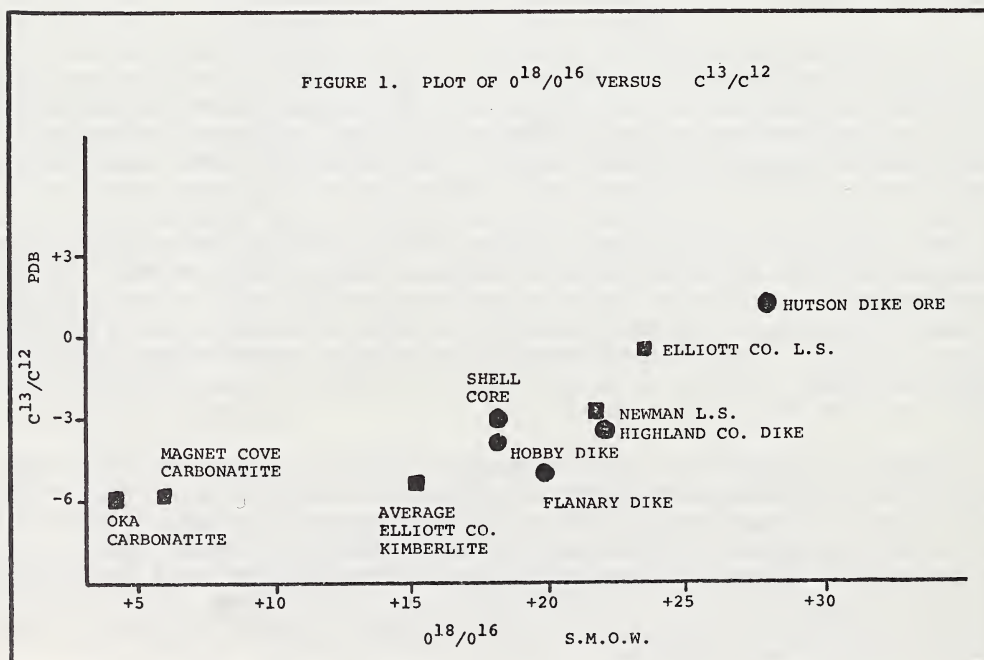 FIGURE 1. PLOT OF O18/O16 VERSUS C13/C12
C13/C12 PDB
+3
0
-3
-6
HUTSON DIKE ORE
ELLIOTT CO. L.S.
SHELL
CORE
NEWMAN L.S.
HIGHLAND CO. DIKE
HOBBY DIKE
FLANARY DIKE
MAGNET COVE
CARBONATITE
OKA
CARBONATITE
AVERAGE
ELLIOTT CO.
KIMBERLITE
+5 +10 +15 +20 +25 +30
O18/O16 S.M.O.W.